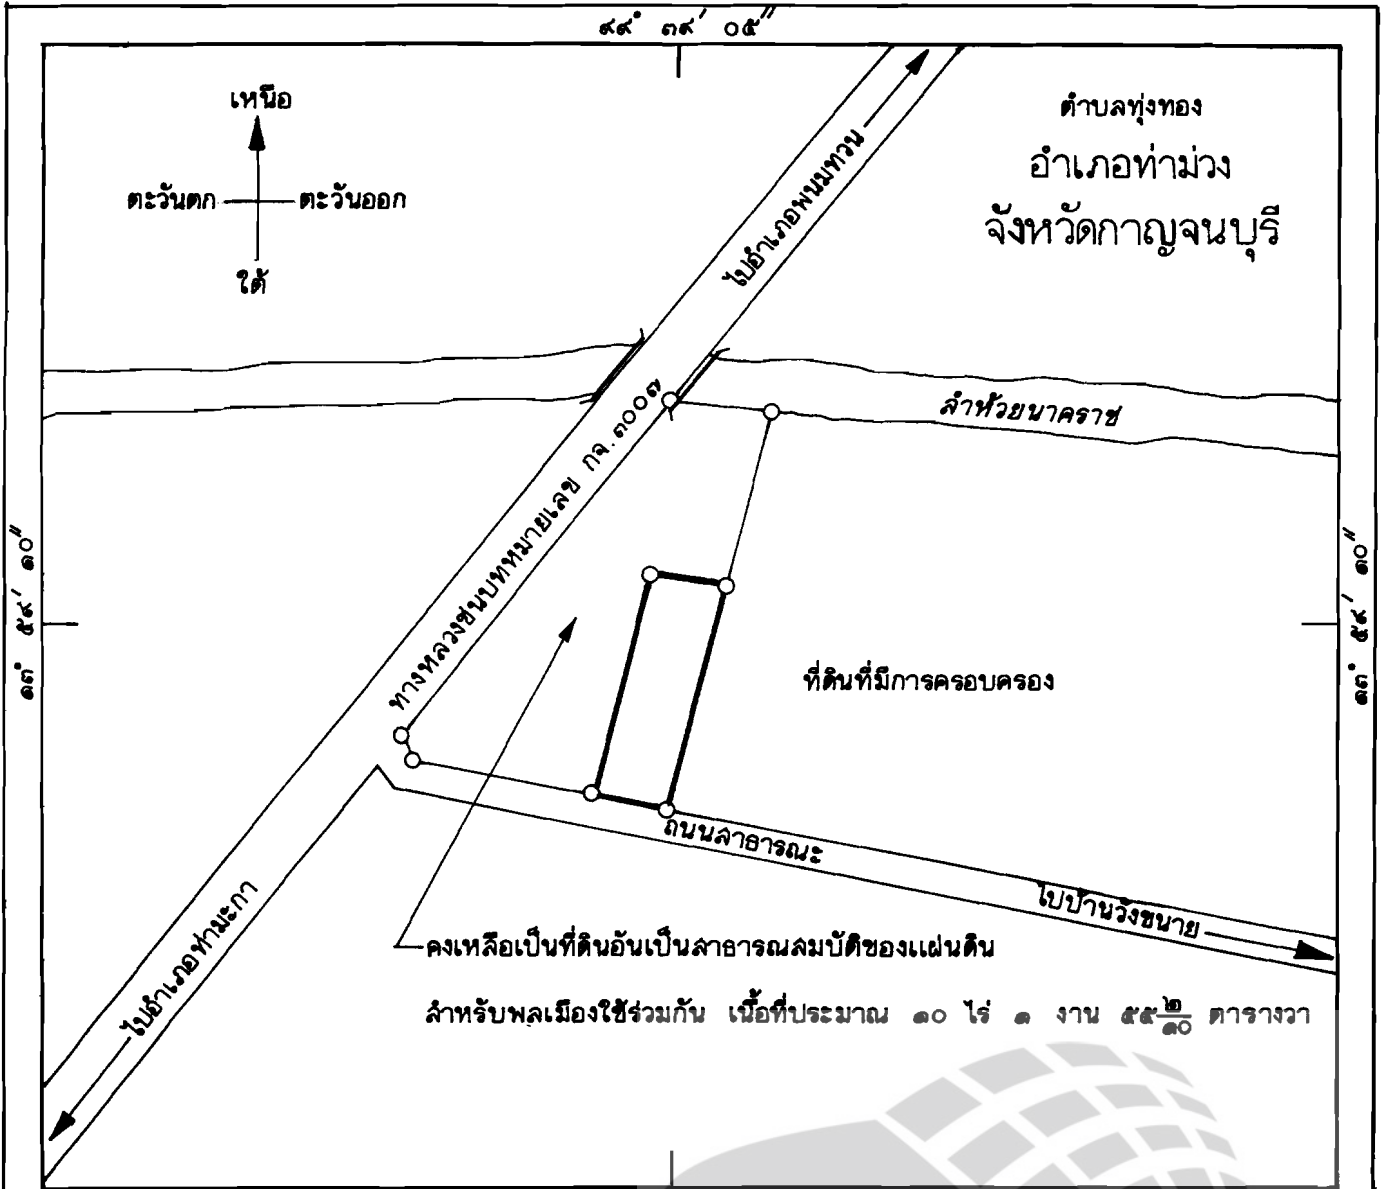 ๙๙° ๓๙′ ๐๕″
เหนือ
ตะวันตก ตะวันออก
ใต้
ตำบลทุ่งทอง
อำเภอท่าม่วง
จังหวัดกาญจนบุรี
ไปอำเภอพนมทวน
ทางหลวงชนบทหมายเลข กจ.๓๐๐๗
ลำห้วยนาคราช
๑๓° ๕๙′ ๑๐″
๑๓° ๕๙′ ๑๐″
ที่ดินที่มีการครอบครอง
ถนนสาธารณะ
ไปบ้านวังขนาย
ไปอำเภอท่ามะกา
คงเหลือเป็นที่ดินอันเป็นสาธารณสมบัติของแผ่นดิน
สำหรับพลเมืองใช้ร่วมกัน เนื้อที่ประมาณ ๑๐ ไร่ ๑ งาน ๕๕ ๒/๑๐ ตารางวา